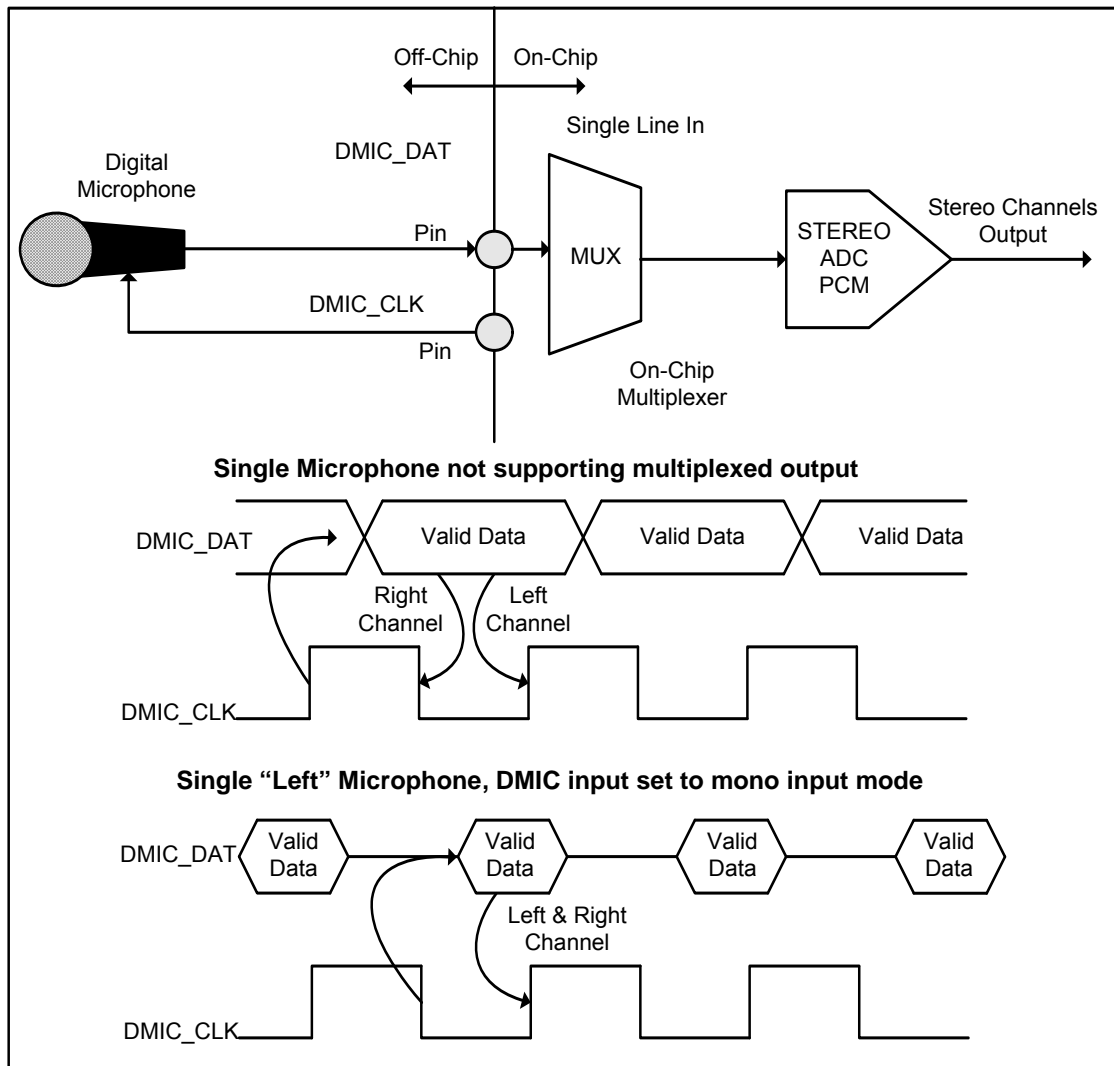 Off-Chip On-Chip
Single Line In
DMIC_DAT
Digital
Microphone
Pin
MUX
STEREO
ADC
PCM
Stereo Channels
Output
DMIC_CLK
Pin
On-Chip
Multiplexer
Single Microphone not supporting multiplexed output
DMIC_DAT
Valid Data
Valid Data
Valid Data
Right
Channel
Left
Channel
DMIC_CLK
Single “Left” Microphone, DMIC input set to mono input mode
DMIC_DAT
Valid
Data
Valid
Data
Valid
Data
Valid
Data
Left & Right
Channel
DMIC_CLK